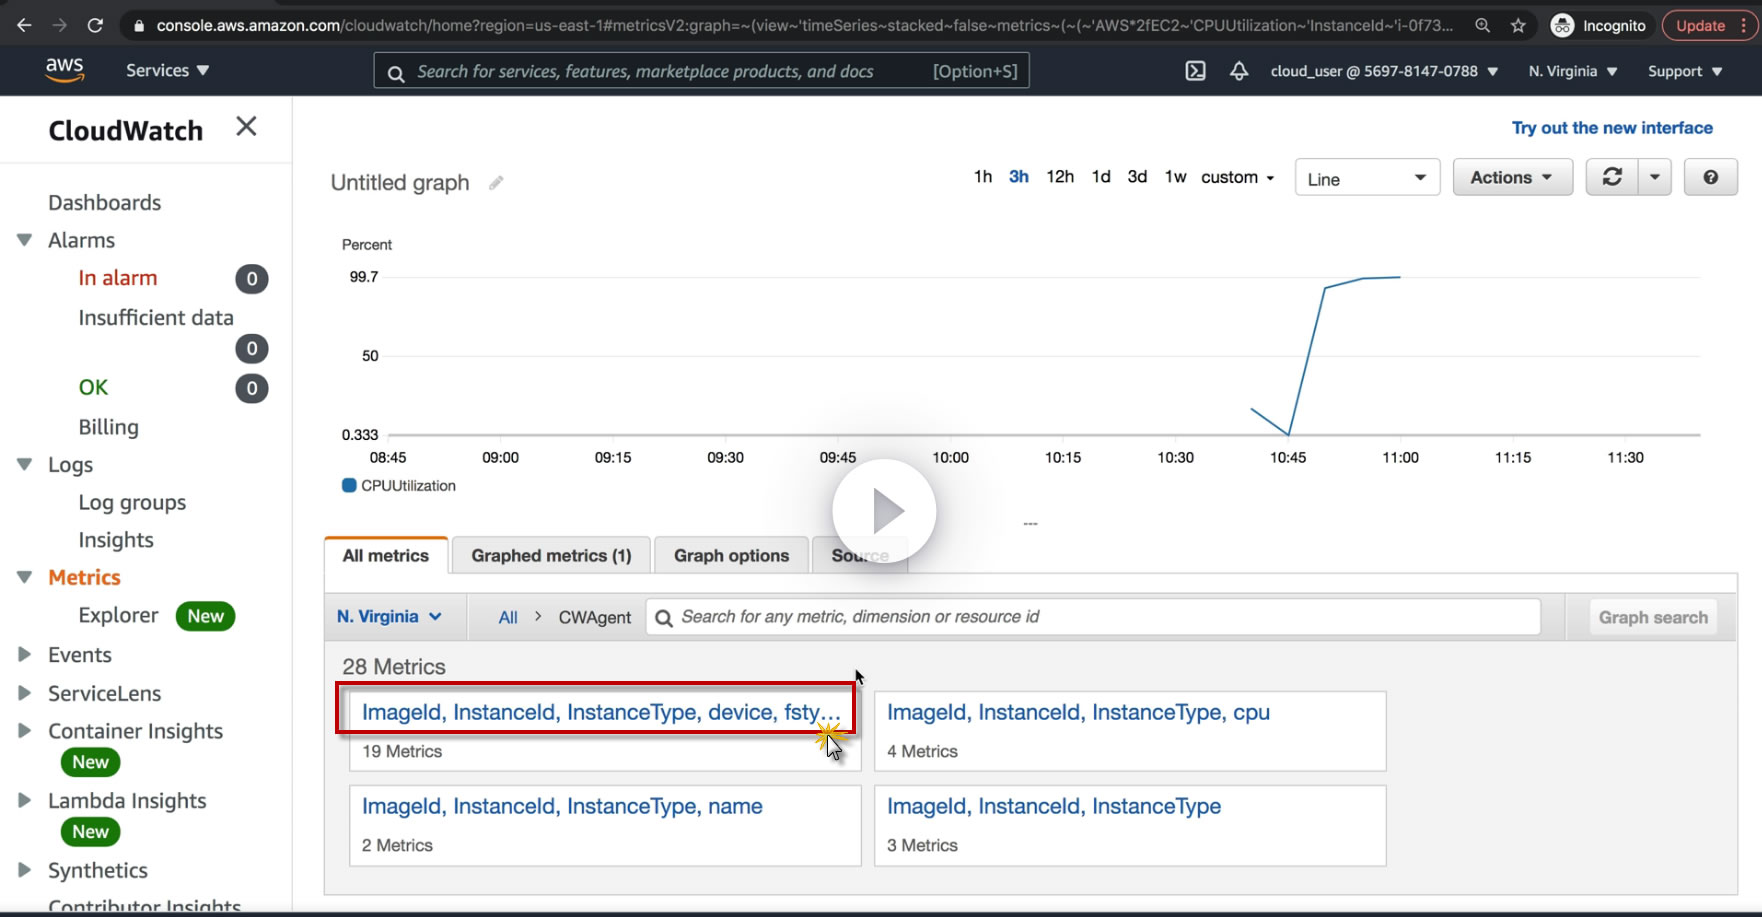 console.aws.amazon.com/cloudwatch/home?region=us-east-1#metricsV2:graph=~(view~'timeSeries~stacked~false~metrics~(~(~'AWS*2fEC2~'CPUUtilization~'InstanceId~'i-0f73... Incognito Update
aws Services Search for services, features, marketplace products, and docs [Option+S] cloud_user @ 5697-8147-0788 N. Virginia Support
CloudWatch
Dashboards
Alarms
In alarm 0
Insufficient data
0
OK 0
Billing
Logs
Log groups
Insights
Metrics
Explorer New
Events
ServiceLens
Container Insights
New
Lambda Insights
New
Synthetics
Contributor Insights
Try out the new interface
Untitled graph 1h 3h 12h 1d 3d 1w custom Line Actions
Percent
99.7
50
0.333
08:45 09:00 09:15 09:30 09:45 10:00 10:15 10:30 10:45 11:00 11:15 11:30
CPUUtilization
All metrics Graphed metrics (1) Graph options Source
N. Virginia All > CWAgent Search for any metric, dimension or resource id Graph search
28 Metrics
ImageId, InstanceId, InstanceType, device, fsty...
19 Metrics
ImageId, InstanceId, InstanceType, cpu
4 Metrics
ImageId, InstanceId, InstanceType, name
2 Metrics
ImageId, InstanceId, InstanceType
3 Metrics